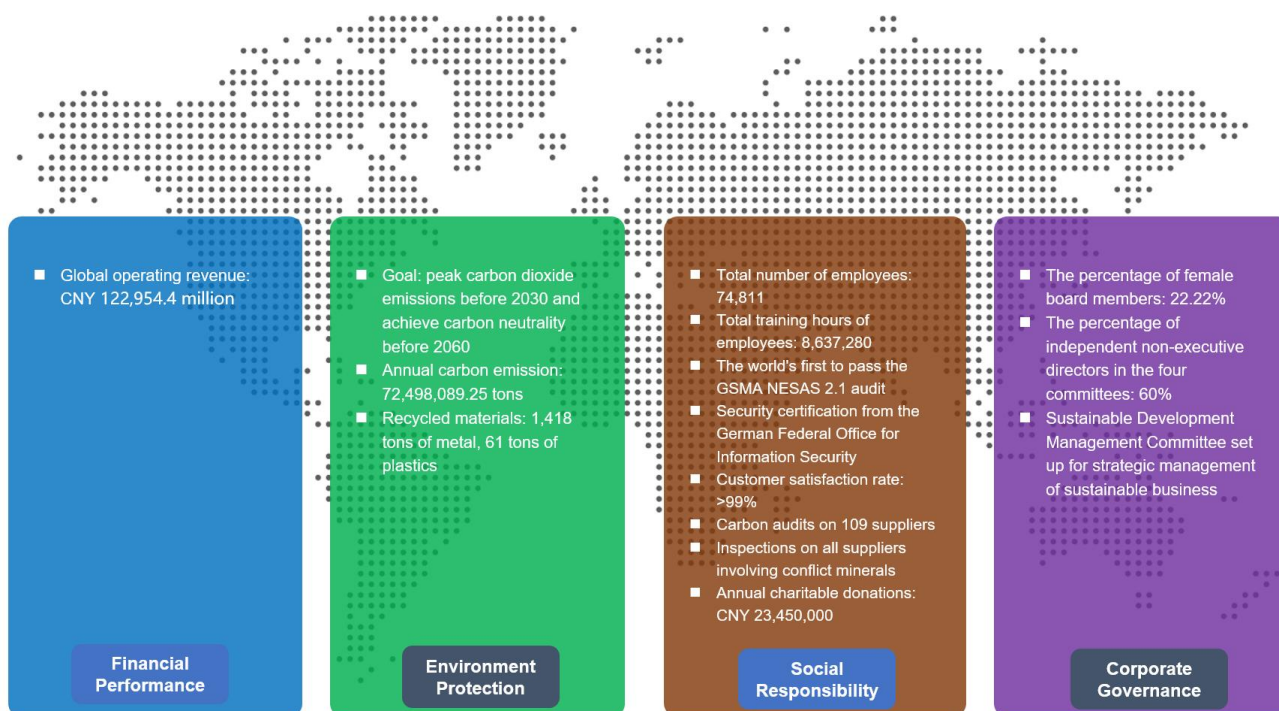 Global operating revenue:
CNY 122,954.4 million
Financial
Performance
Goal: peak carbon dioxide
emissions before 2030 and
achieve carbon neutrality
before 2060
Annual carbon emission:
72,498,089.25 tons
Recycled materials: 1,418
tons of metal, 61 tons of
plastics
Environment
Protection
Total number of employees:
74,811
Total training hours of
employees: 8,637,280
The world's first to pass the
GSMA NESAS 2.1 audit
Security certification from the
German Federal Office for
Information Security
Customer satisfaction rate:
>99%
Carbon audits on 109 suppliers
Inspections on all suppliers
involving conflict minerals
Annual charitable donations:
CNY 23,450,000
Social
Responsibility
The percentage of female
board members: 22.22%
The percentage of
independent non-executive
directors in the four
committees: 60%
Sustainable Development
Management Committee set
up for strategic management
of sustainable business
Corporate
Governance